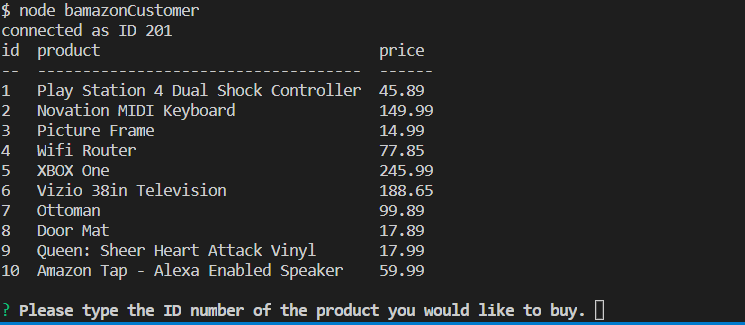 $ node bamazonCustomer
connected as ID 201
id  product                            price
--  ---------------------------------  ------
1   Play Station 4 Dual Shock Controller  45.89
2   Novation MIDI Keyboard             149.99
3   Picture Frame                      14.99
4   Wifi Router                        77.85
5   XBOX One                           245.99
6   Vizio 38in Television              188.65
7   Ottoman                            99.89
8   Door Mat                           17.89
9   Queen: Sheer Heart Attack Vinyl    17.99
10  Amazon Tap - Alexa Enabled Speaker  59.99
? Please type the ID number of the product you would like to buy.